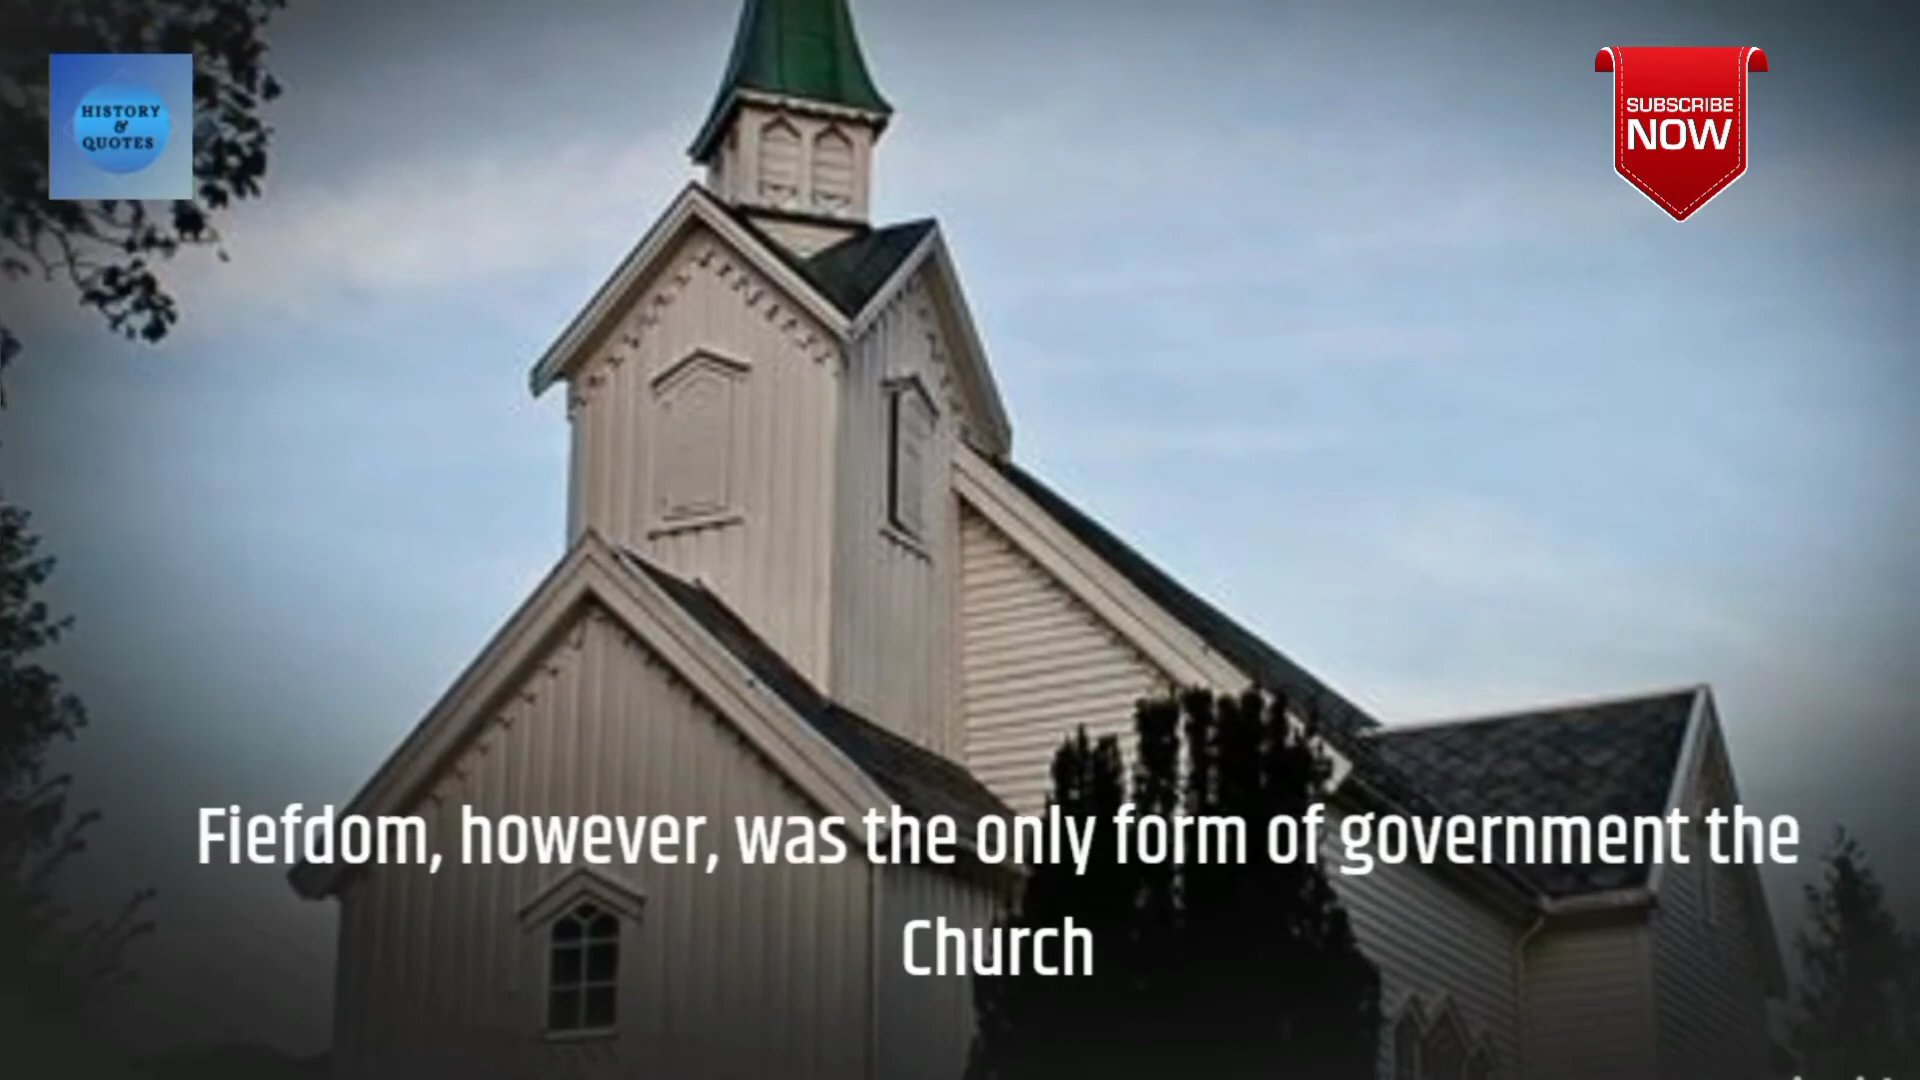 HISTORY
&
QUOTES
SUBSCRIBE
NOW
Fiefdom, however, was the only form of government the
Church